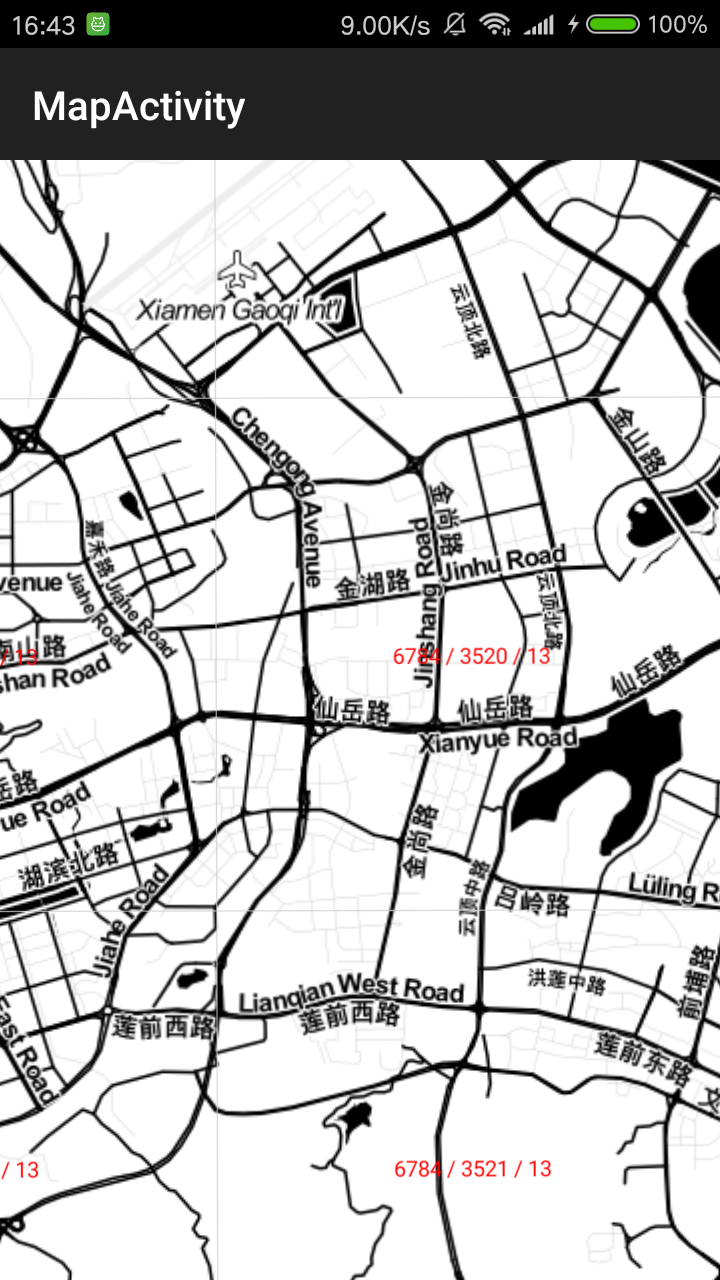 16:43
9.00K/s
100%
MapActivity
Xiamen Gaoqi Int'l
云顶北路
Chengong Avenue
金山路
金尚路
嘉禾路
Jiahe Road
Jiahe Road
Jinshang Road
Jinhu Road
金湖路
云顶北路
venue
南山路
/ 13
shan Road
6784 / 3520 / 13
仙岳路
仙岳路
仙岳路
Xianyue Road
岳路
ue Road
金尚路
湖滨北路
云顶中路
吕岭路
Lüling R
Jiahe Road
前埔路
洪莲中路
Lianqian West Road
莲前西路
莲前西路
East Road
莲前东路
文
/ 13
6784 / 3521 / 13